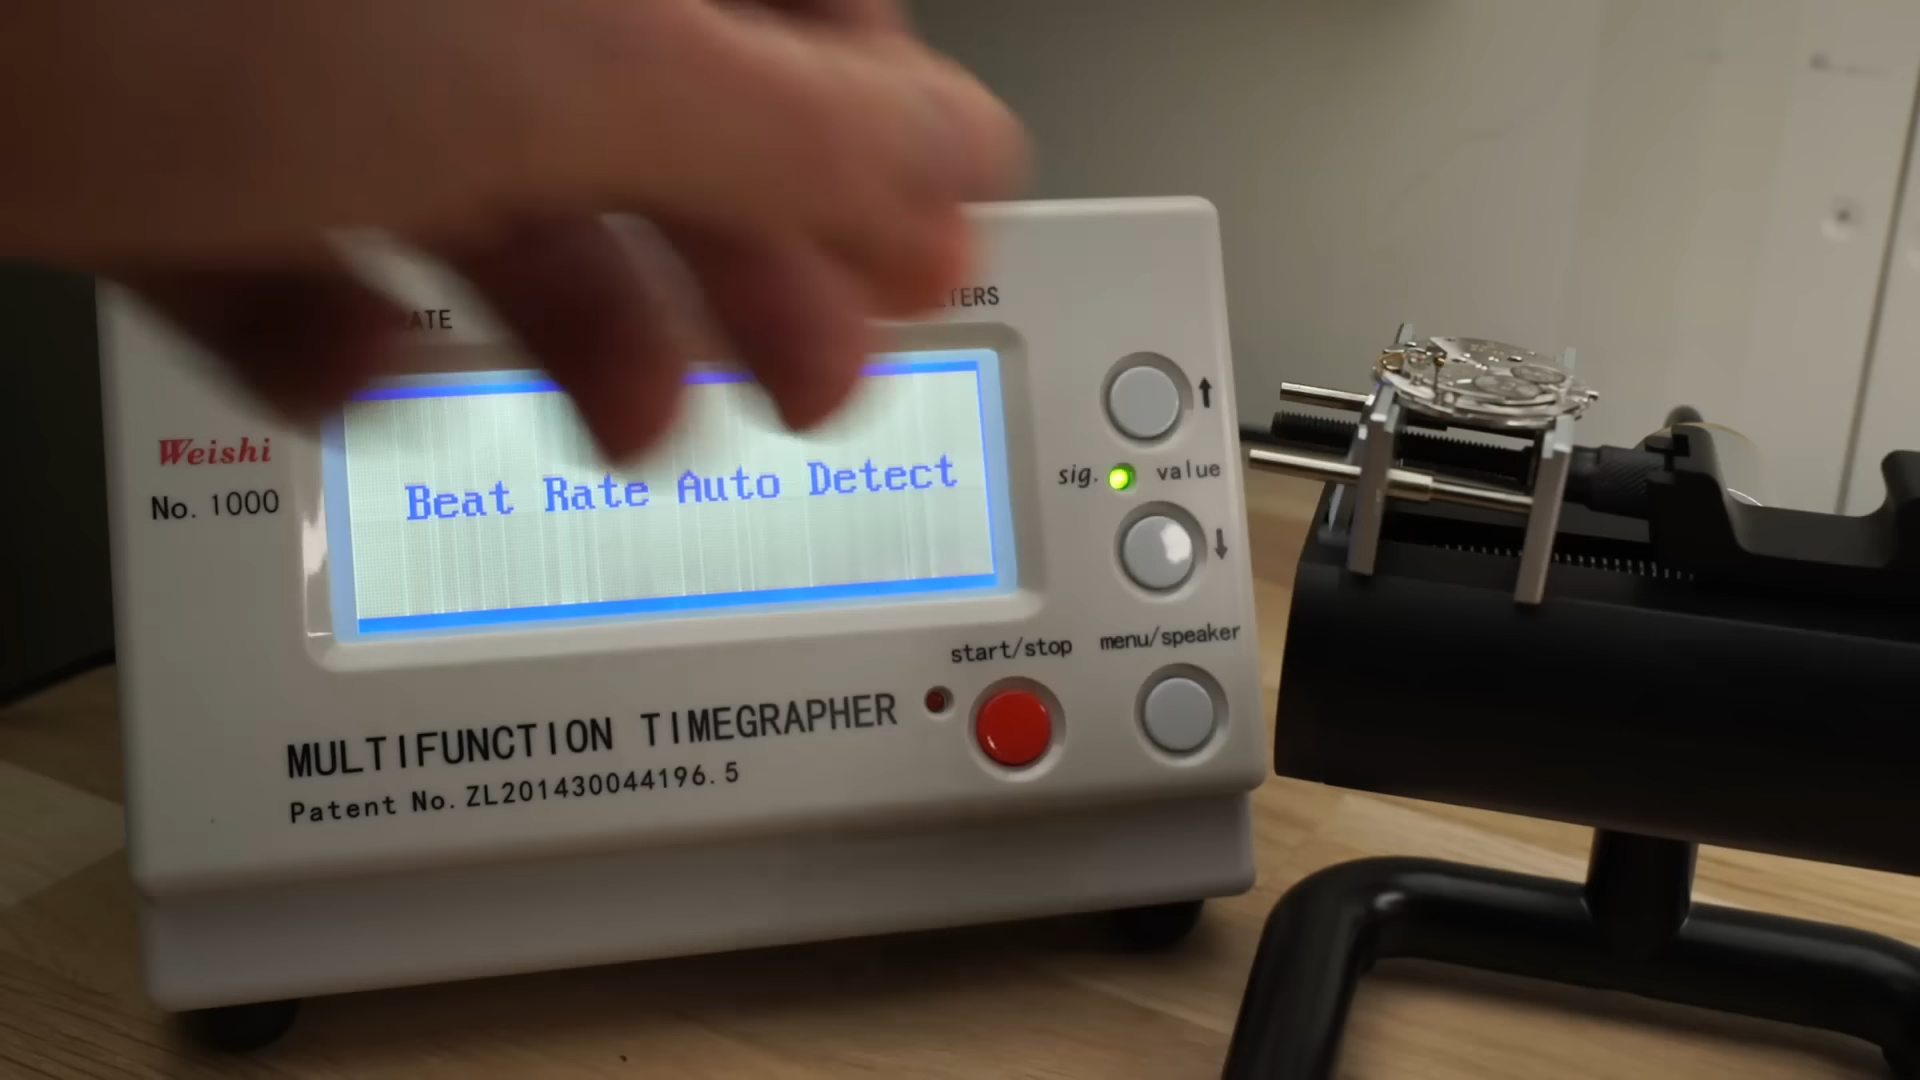 Weishi
No. 1000
Beat Rate Auto Detect
sig. value
start/stop
menu/speaker
MULTIFUNCTION TIMEGRAPHER
Patent No. ZL201430044196.5